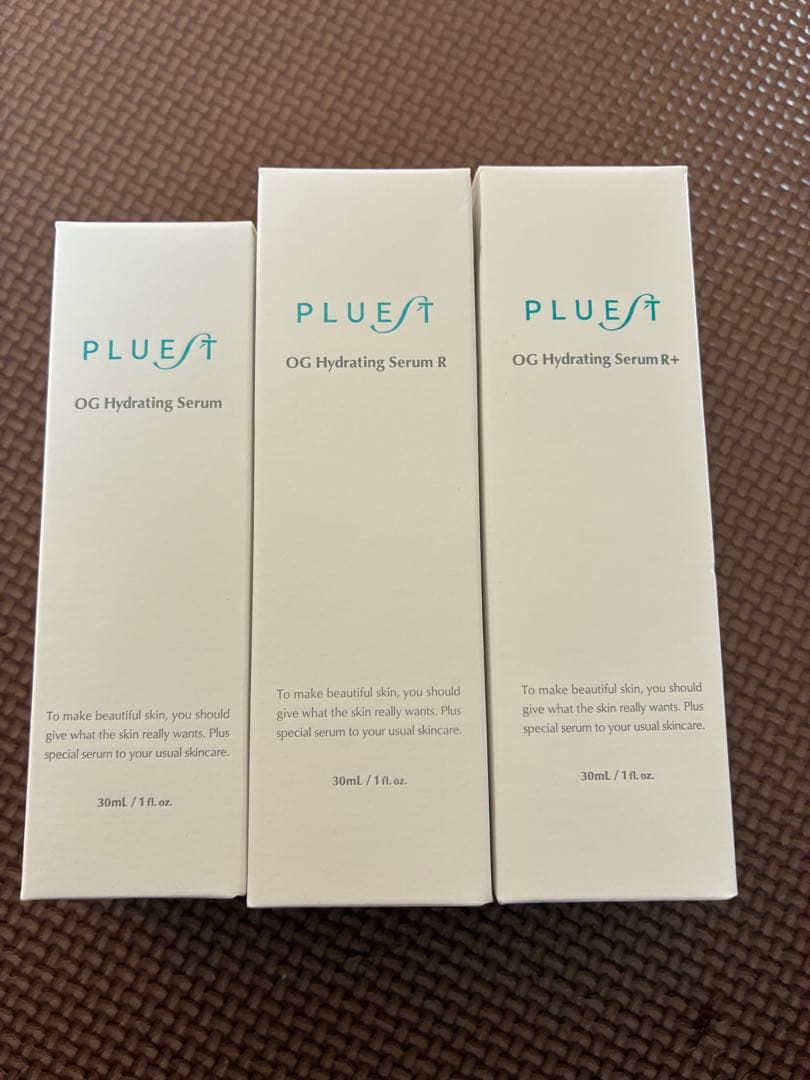 PLUEST
OG Hydrating Serum
To make beautiful skin, you should
give what the skin really wants. Plus
special serum to your usual skincare.
30mL / 1 fl. oz.
PLUEST
OG Hydrating Serum R
To make beautiful skin, you should
give what the skin really wants. Plus
special serum to your usual skincare.
30mL / 1 fl. oz.
PLUEST
OG Hydrating Serum R+
To make beautiful skin, you should
give what the skin really wants. Plus
special serum to your usual skincare.
30mL / 1 fl. oz.